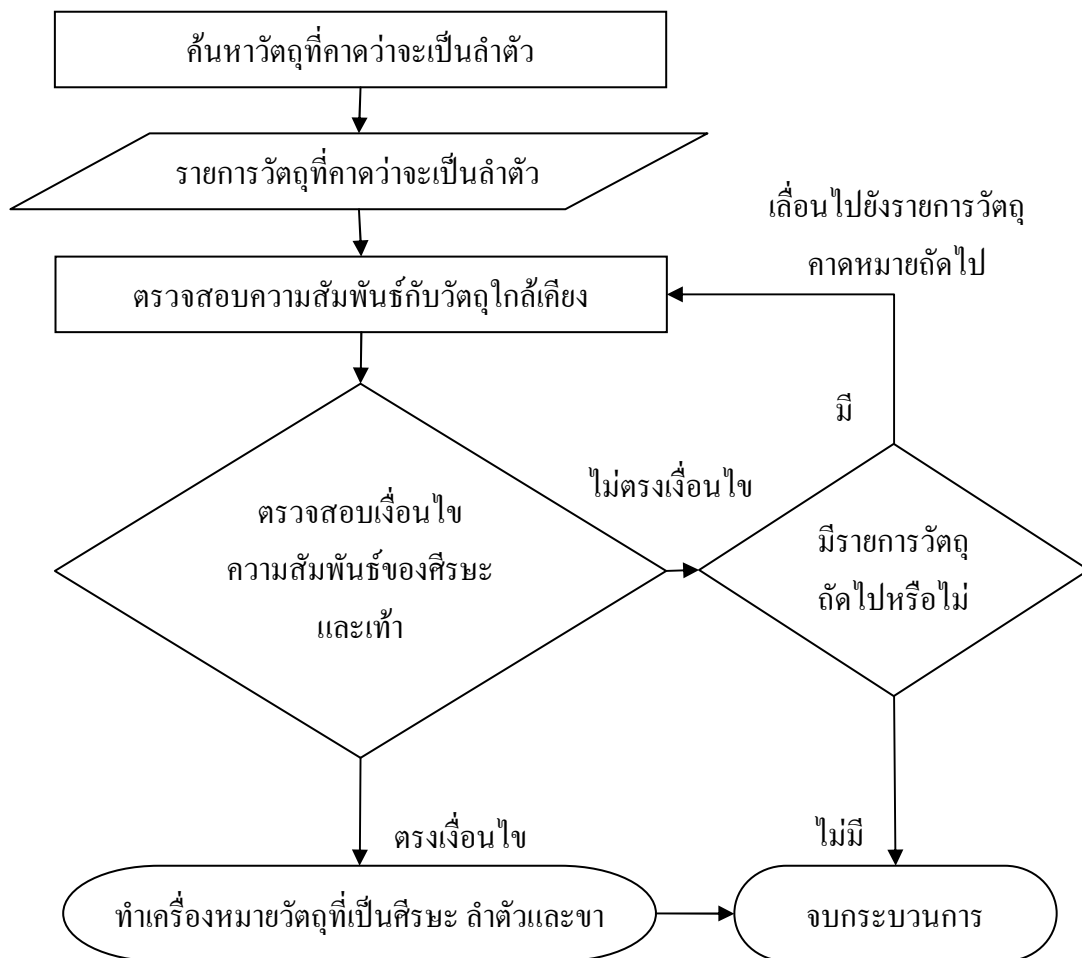 ค้นหาวัตถุที่คาดว่าจะเป็นลำตัว
รายการวัตถุที่คาดว่าจะเป็นลำตัว
เลื่อนไปยังรายการวัตถุ
คาดหมายถัดไป
ตรวจสอบความสัมพันธ์กับวัตถุใกล้เคียง
มี
ไม่ตรงเงื่อนไข
ตรวจสอบเงื่อนไข
ความสัมพันธ์ของศีรษะ
และเท้า
มีรายการวัตถุ
ถัดไปหรือไม่
ตรงเงื่อนไข
ไม่มี
ทำเครื่องหมายวัตถุที่เป็นศีรษะ ลำตัวและขา
จบกระบวนการ